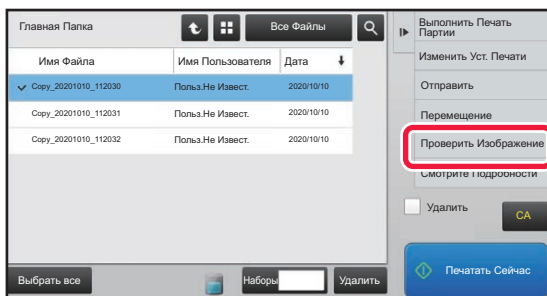 Главная Папка
Все Файлы
Имя Файла
Имя Пользователя
Дата
Copy_20201010_112030
Польз.Не Извест.
2020/10/10
Copy_20201010_112031
Польз.Не Извест.
2020/10/10
Copy_20201010_112032
Польз.Не Извест.
2020/10/10
Выбрать все
Наборы
Удалить
Выполнить Печать
Партии
Изменить Уст. Печати
Отправить
Перемещение
Проверить Изображение
Смотрите Подробности
Удалить
CA
Печатать Сейчас